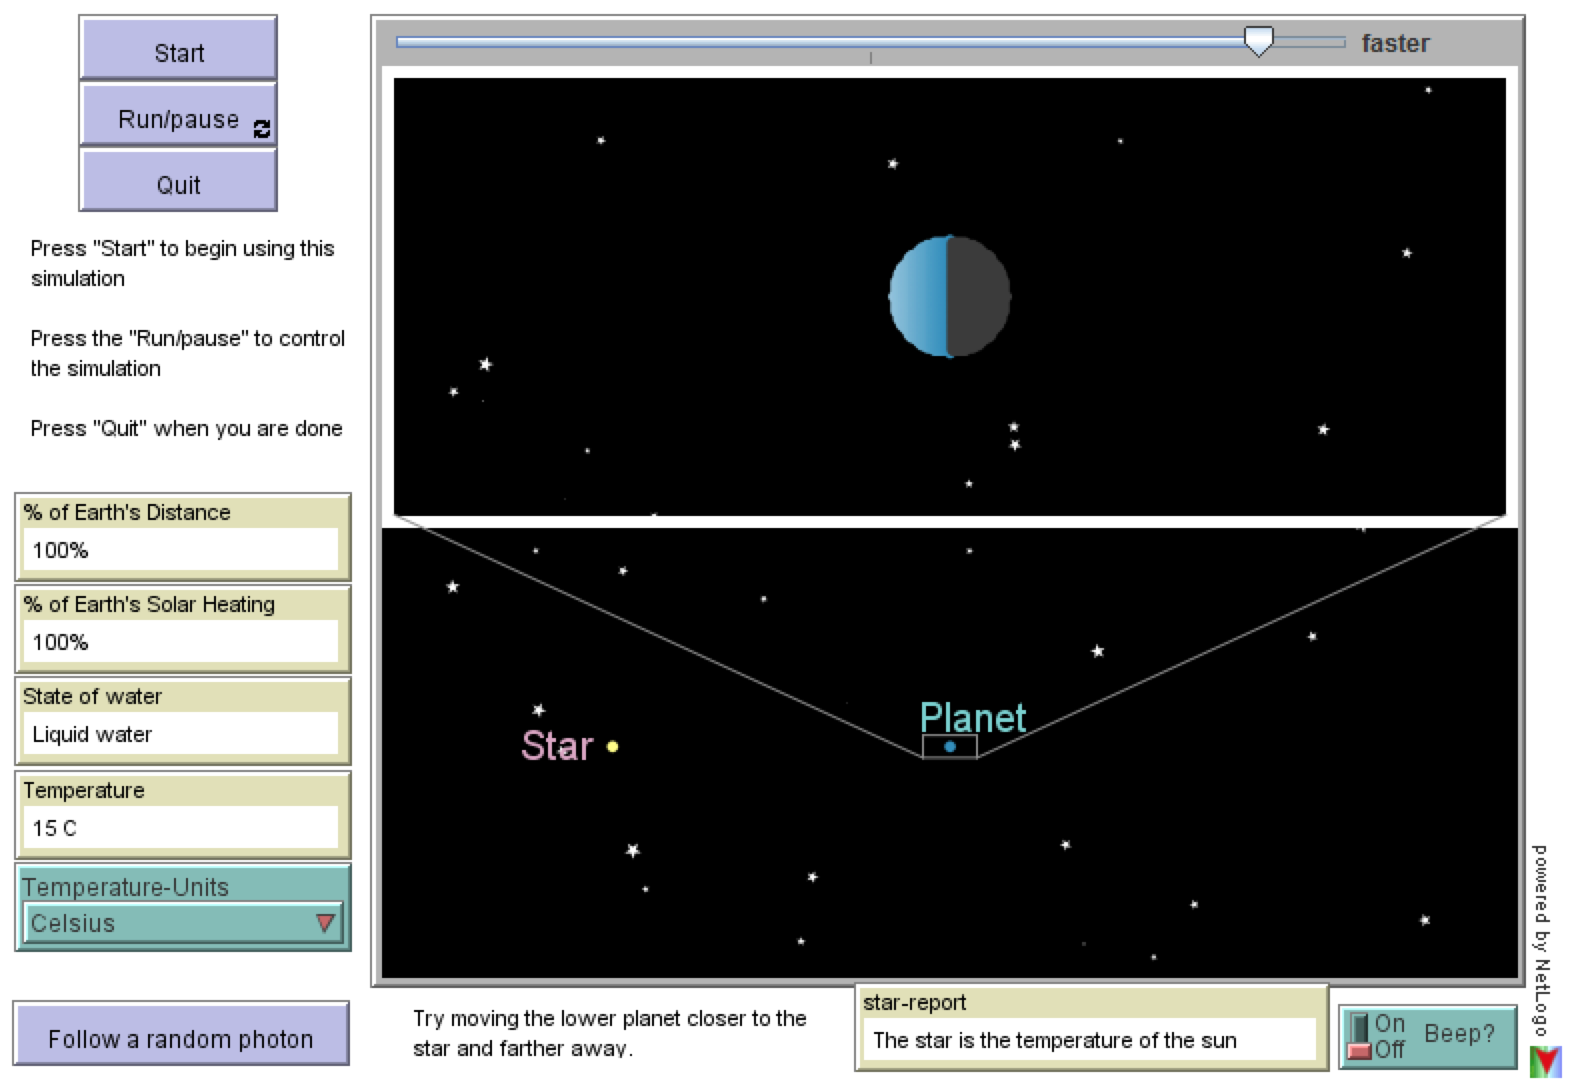 Start
Run/pause
Quit
Press "Start" to begin using this
simulation
Press the "Run/pause" to control
the simulation
Press "Quit" when you are done
% of Earth's Distance
100%
% of Earth's Solar Heating
100%
State of water
Liquid water
Temperature
15 C
Temperature-Units
Celsius
Follow a random photon
faster
Planet
Star
Try moving the lower planet closer to the
star and farther away.
star-report
The star is the temperature of the sun
On
Off
Beep?
powered by NetLogo